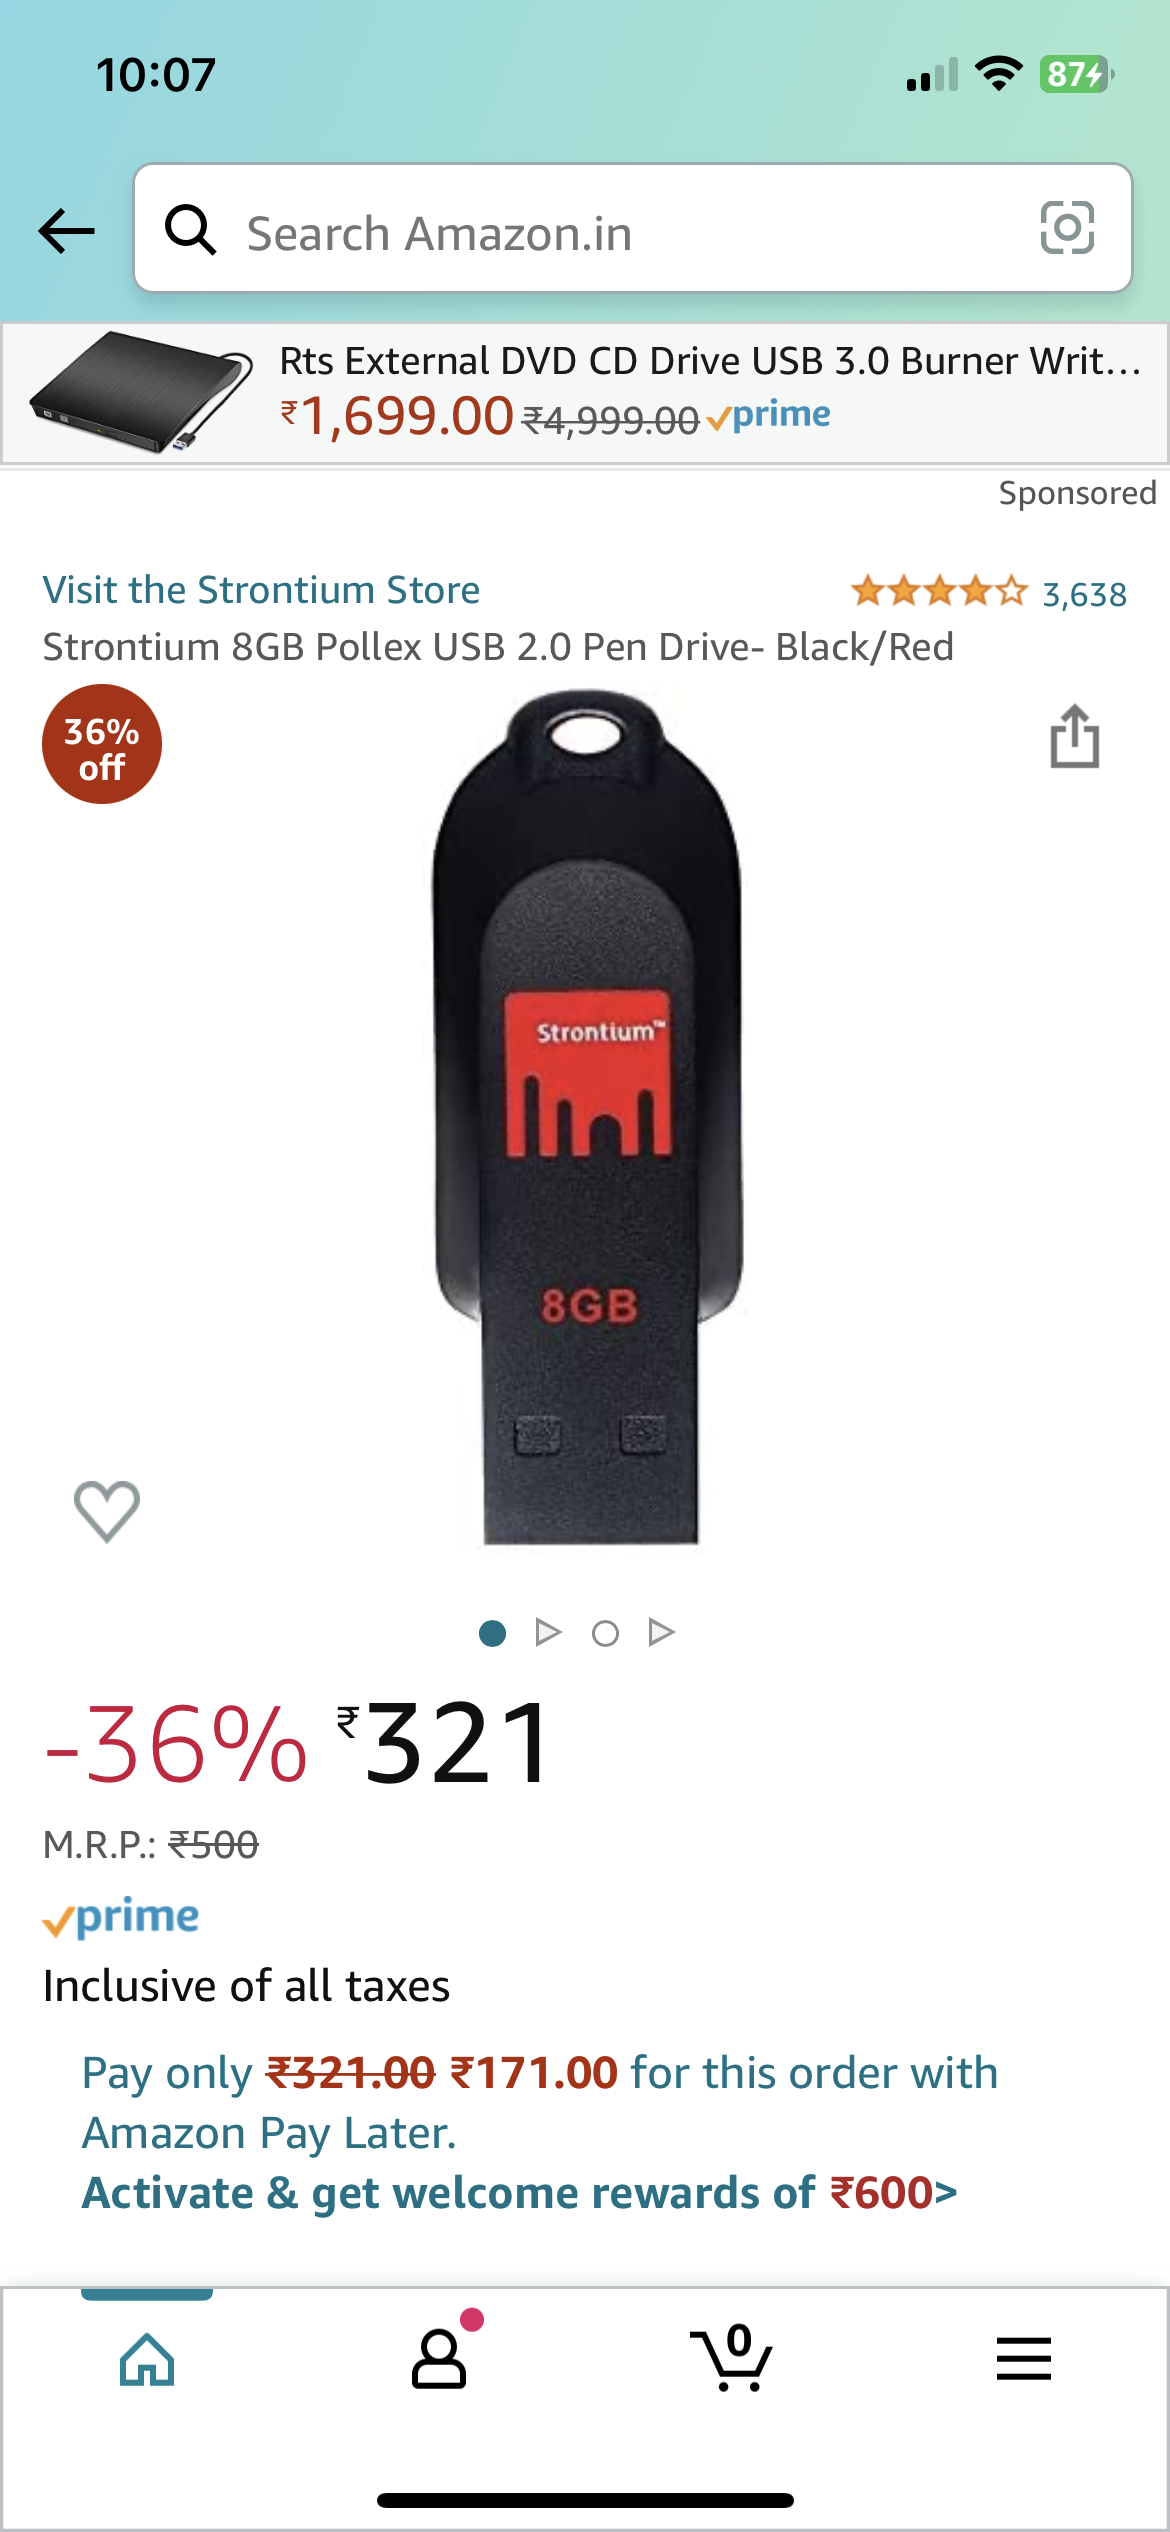 10:07
87
Search Amazon.in
Rts External DVD CD Drive USB 3.0 Burner Writ...
₹1,699.00 ₹4,999.00 prime
Sponsored
Visit the Strontium Store 3,638
Strontium 8GB Pollex USB 2.0 Pen Drive- Black/Red
36%
off
Strontium™
8GB
-36% ₹321
M.R.P.: ₹500
prime
Inclusive of all taxes
Pay only ₹321.00 ₹171.00 for this order with
Amazon Pay Later.
Activate & get welcome rewards of ₹600>
0